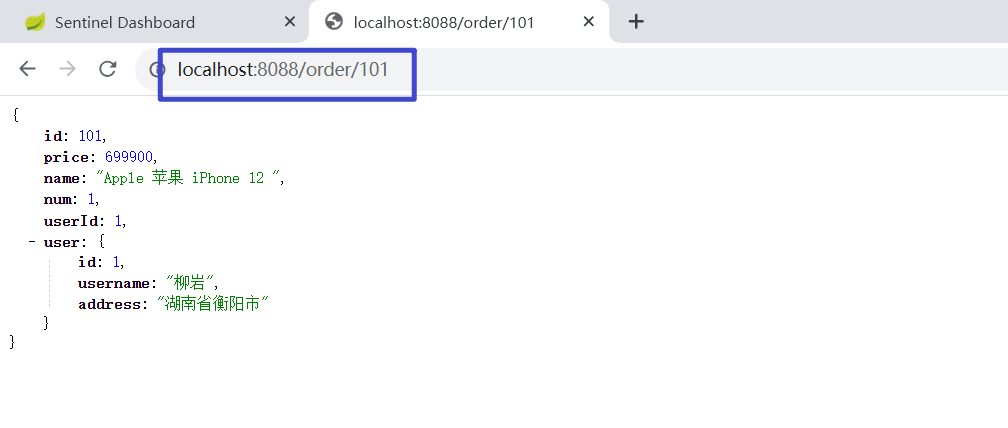 Sentinel Dashboard
localhost:8088/order/101
localhost:8088/order/101
{
id: 101,
price: 699900,
name: "Apple 苹果 iPhone 12 ",
num: 1,
userId: 1,
- user: {
id: 1,
username: "柳岩",
address: "湖南省衡阳市"
}
}